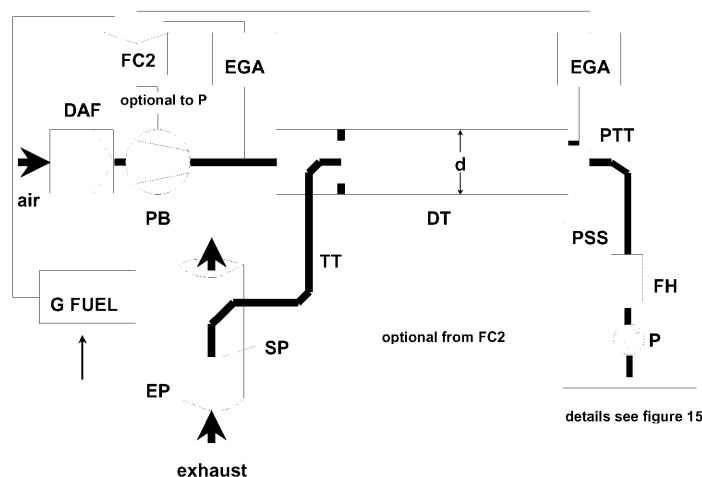 FC2
EGA
EGA
optional to P
DAF
PTT
d
air
PB
DT
PSS
TT
FH
G FUEL
SP
optional from FC2
P
EP
details see figure 15
exhaust